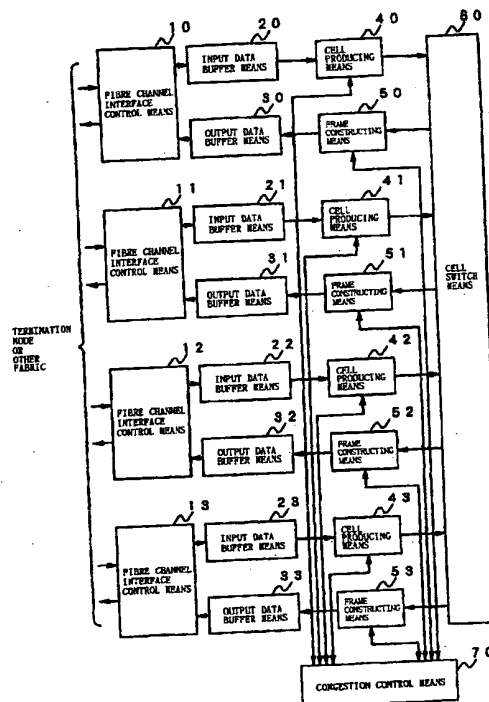 10
20
40
60
FIBRE CHANNEL
INTERFACE
CONTROL MEANS
INPUT DATA
BUFFER MEANS
CELL
PRODUCING
MEANS
30
50
OUTPUT DATA
BUFFER MEANS
FRAME
CONSTRUCTING
MEANS
11
21
41
FIBRE CHANNEL
INTERFACE
CONTROL MEANS
INPUT DATA
BUFFER MEANS
CELL
PRODUCING
MEANS
31
51
OUTPUT DATA
BUFFER MEANS
FRAME
CONSTRUCTING
MEANS
CELL
SWITCH
MEANS
TERMINATION
NODE
OR
OTHER
FABRIC
12
22
42
FIBRE CHANNEL
INTERFACE
CONTROL MEANS
INPUT DATA
BUFFER MEANS
CELL
PRODUCING
MEANS
32
52
OUTPUT DATA
BUFFER MEANS
FRAME
CONSTRUCTING
MEANS
13
23
43
FIBRE CHANNEL
INTERFACE
CONTROL MEANS
INPUT DATA
BUFFER MEANS
CELL
PRODUCING
MEANS
33
53
OUTPUT DATA
BUFFER MEANS
FRAME
CONSTRUCTING
MEANS
70
CONGESTION CONTROL MEANS